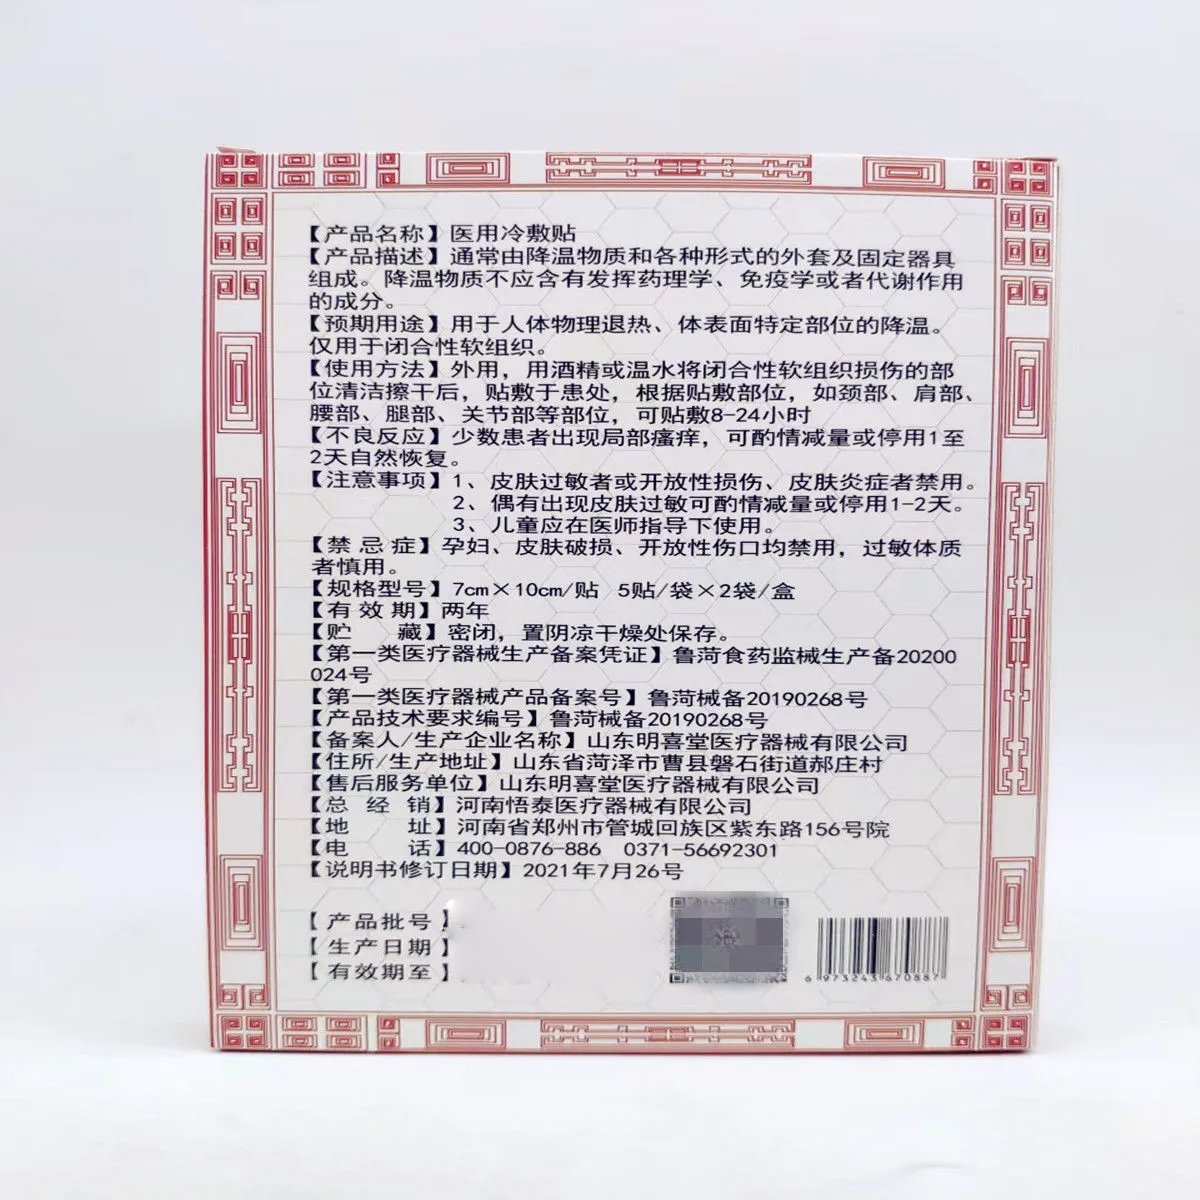 【产品名称】医用冷敷贴
【产品描述】通常由降温物质和各种形式的外套及固定器具
组成。降温物质不应含有发挥药理学、免疫学或者代谢作用
的成分。
【预期用途】用于人体物理退热、体表面特定部位的降温。
仅用于闭合性软组织。
【使用方法】外用，用酒精或温水将闭合性软组织损伤的部
位清洁擦干后，贴敷于患处，根据贴敷部位，如颈部、肩部、
腰部、腿部、关节部等部位，可贴敷8-24小时
【不良反应】少数患者出现局部瘙痒，可酌情减量或停用1至
2天自然恢复。
【注意事项】1、皮肤过敏者或开放性损伤、皮肤炎症者禁用。
2、偶有出现皮肤过敏可酌情减量或停用1-2天。
3、儿童应在医师指导下使用。
【禁忌症】孕妇、皮肤破损、开放性伤口均禁用，过敏体质
者慎用。
【规格型号】7cm×10cm/贴 5贴/袋×2袋/盒
【有效期】两年
【贮 藏】密闭，置阴凉干燥处保存。
【第一类医疗器械生产备案凭证】鲁菏食药监械生产备20200
024号
【第一类医疗器械产品备案号】鲁菏械备20190268号
【产品技术要求编号】鲁菏械备20190268号
【备案人/生产企业名称】山东明喜堂医疗器械有限公司
【住所/生产地址】山东省菏泽市曹县磐石街道郝庄村
【售后服务单位】山东明喜堂医疗器械有限公司
【总经销】河南悟泰医疗器械有限公司
【地 址】河南省郑州市管城回族区紫东路156号院
【电 话】400-0876-886 0371-56692301
【说明书修订日期】2021年7月26号
【产品批号】
【生产日期】
【有效期至】
6 973243 670887